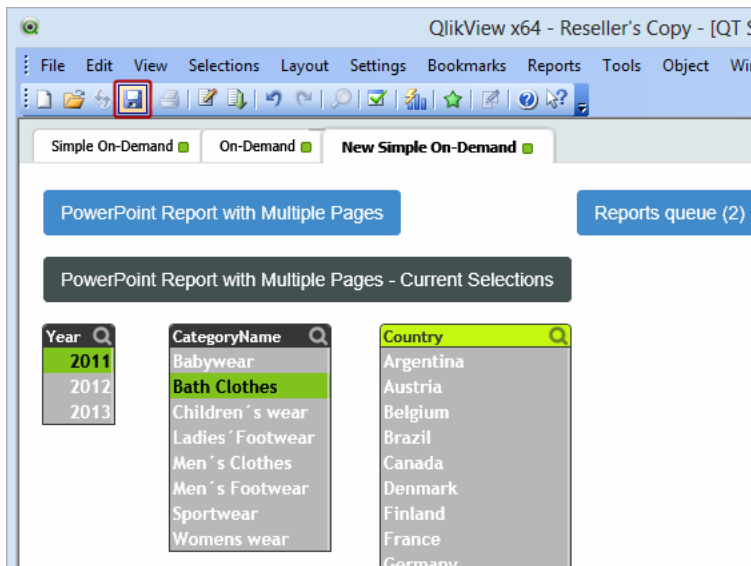 QlikView x64 - Reseller's Copy - [QT S
File Edit View Selections Layout Settings Bookmarks Reports Tools Object Win
Simple On-Demand On-Demand New Simple On-Demand
PowerPoint Report with Multiple Pages Reports queue (2)
PowerPoint Report with Multiple Pages - Current Selections
Year CategoryName Country
2011 Babywear Argentina
2012 Bath Clothes Austria
2013 Children´s wear Belgium
Ladies´Footwear Brazil
Men´s Clothes Canada
Men´s Footwear Denmark
Sportwear Finland
Womens wear France
Germany